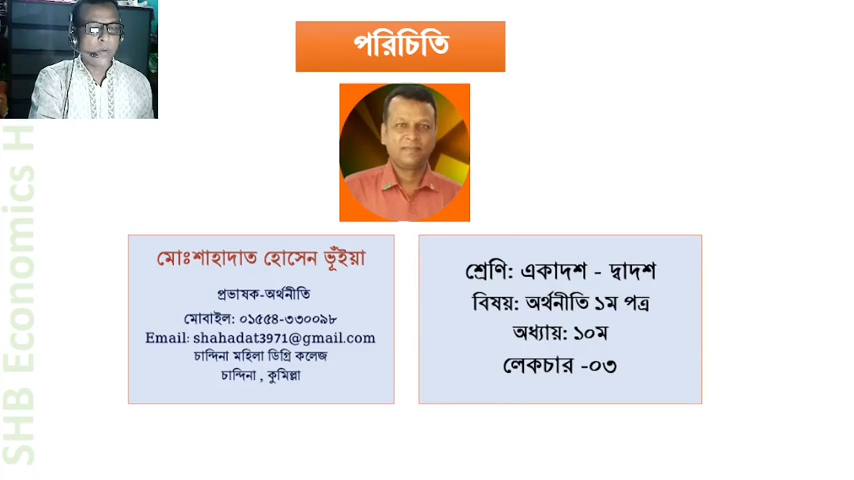 পরিচিতি
মোঃশাহাদাত হোসেন ভূঁইয়া
প্রভাষক-অর্থনীতি
মোবাইল: ০১৫৫৪-৩৩০০৯৮
Email: shahadat3971@gmail.com
চান্দিনা মহিলা ডিগ্রি কলেজ
চান্দিনা , কুমিল্লা
শ্রেণি: একাদশ - দ্বাদশ
বিষয়: অর্থনীতি ১ম পত্র
অধ্যায়: ১০ম
লেকচার -০৩
SHB Economics H